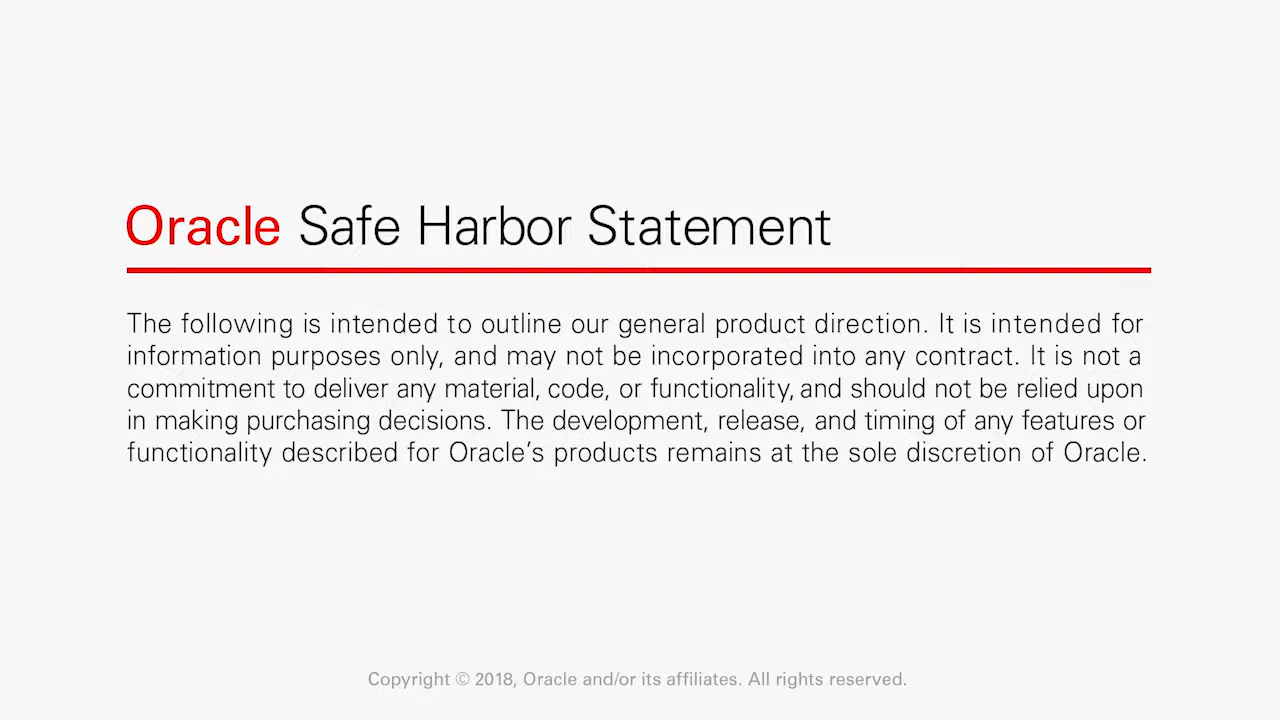 Oracle Safe Harbor Statement
The following is intended to outline our general product direction. It is intended for
information purposes only, and may not be incorporated into any contract. It is not a
commitment to deliver any material, code, or functionality, and should not be relied upon
in making purchasing decisions. The development, release, and timing of any features or
functionality described for Oracle’s products remains at the sole discretion of Oracle.
Copyright © 2018, Oracle and/or its affiliates. All rights reserved.